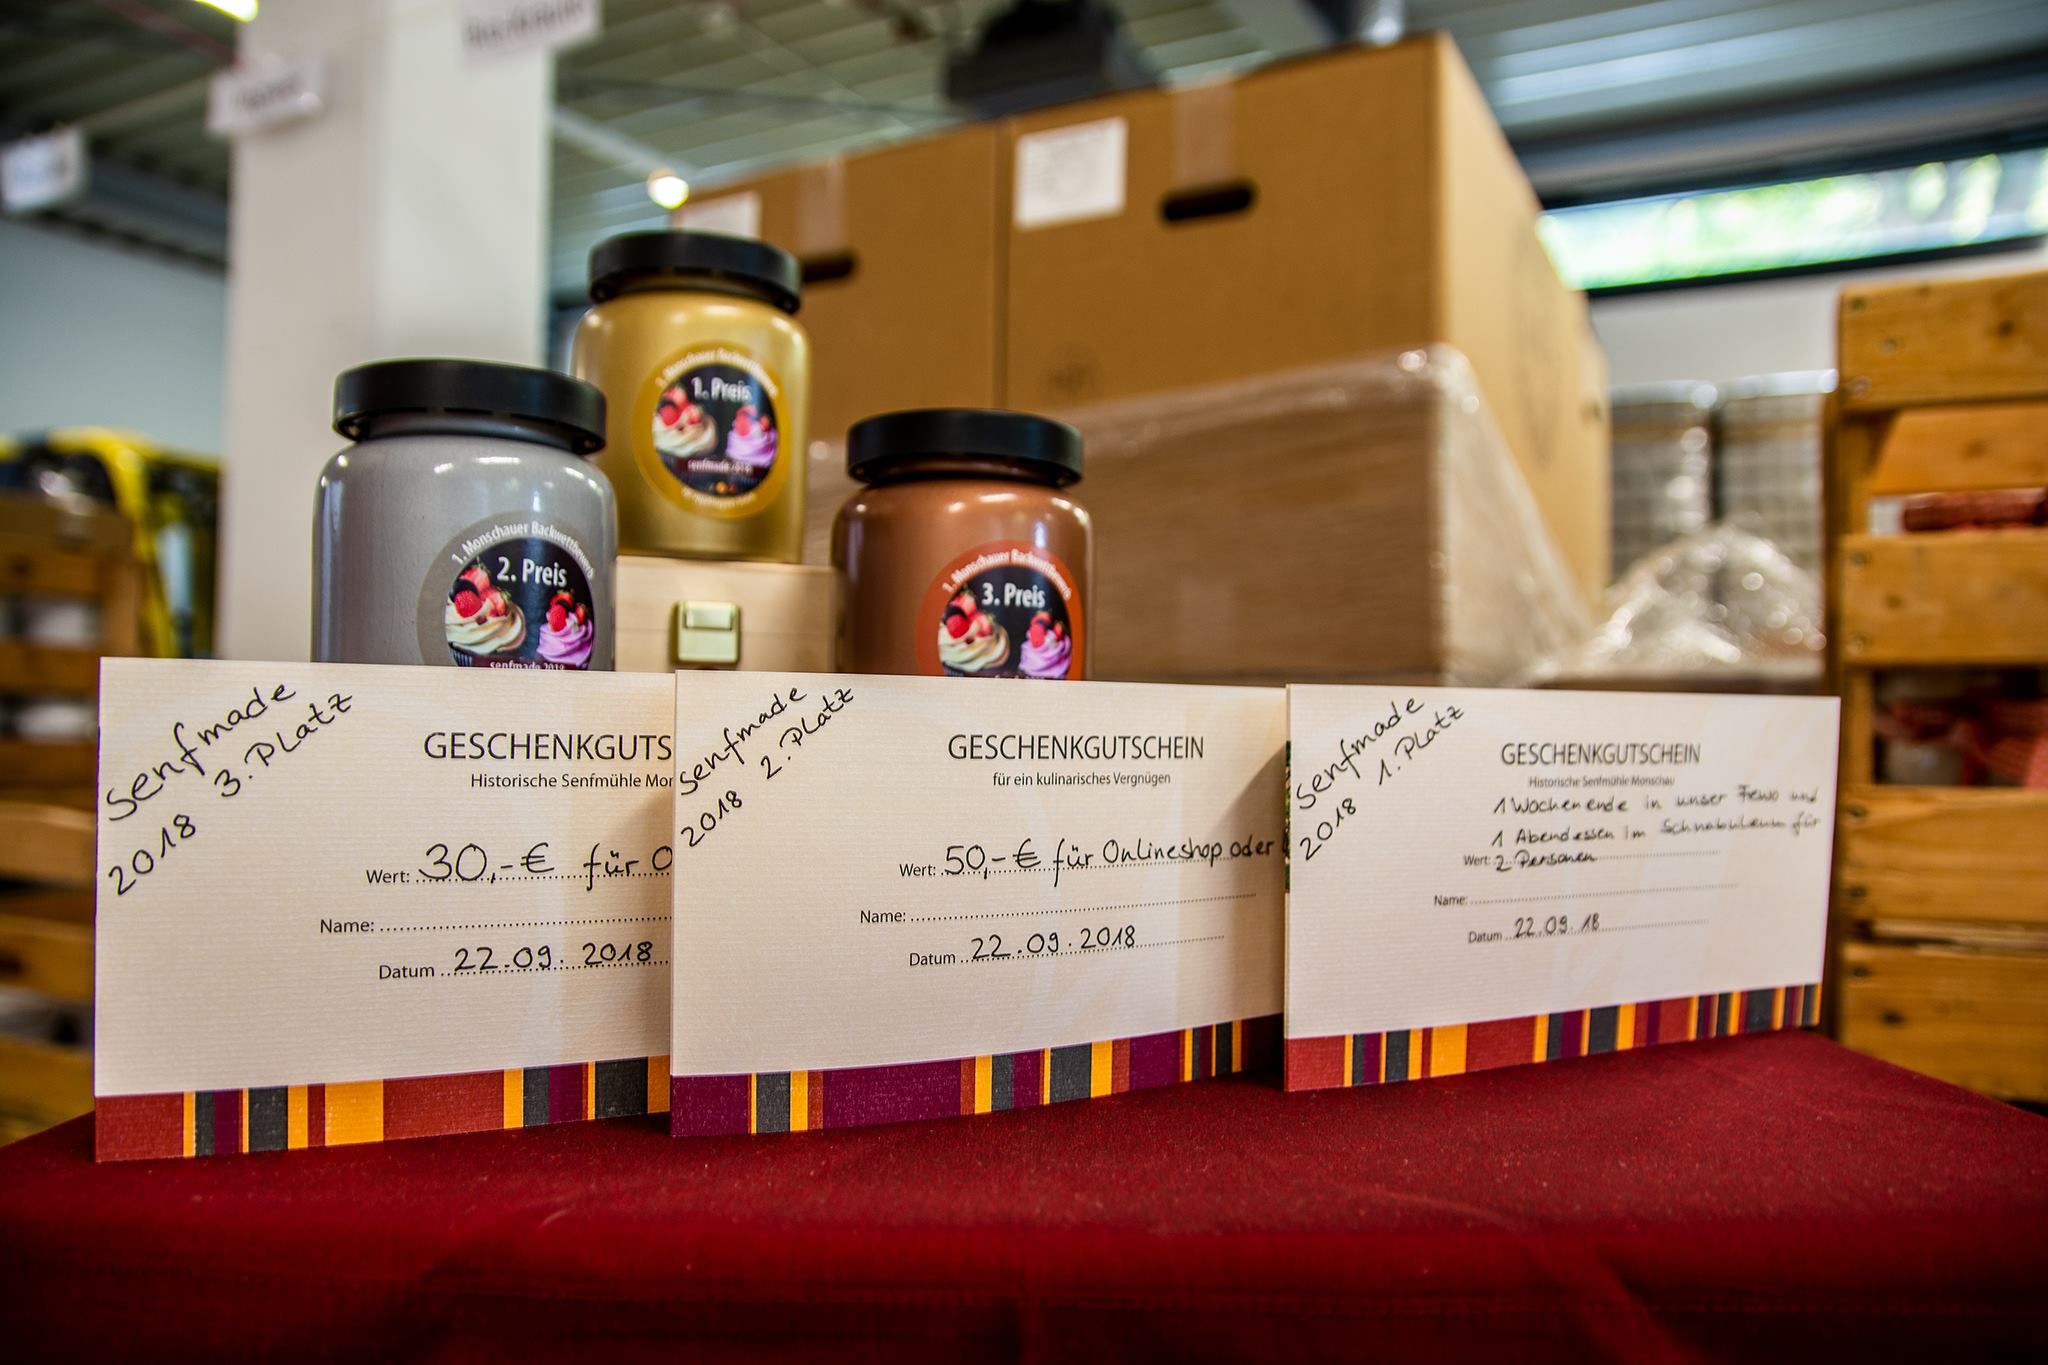 1. Monschauer Backwettbewerb
1. Preis
senfmade 2018
1. Monschauer Backwettbewerb
2. Preis
senfmade 2018
1. Monschauer Backwettbewerb
3. Preis
Senfmade
2018 3. Platz
GESCHENKGUTS
Historische Senfmühle Mon
Wert: 30,-€ für O
Name:
Datum 22.09.2018
Senfmade
2018 2. Platz
GESCHENKGUTSCHEIN
für ein kulinarisches Vergnügen
Wert: 50,-€ für Onlineshop oder
Name:
Datum 22.09.2018
Senfmade
2018 1. Platz
GESCHENKGUTSCHEIN
Historische Senfmühle Monschau
1 Wochenende in unser Fewo und
1 Abendessen im Schnabuleum für
Wert: 2 Personen
Name:
Datum 22.09.18